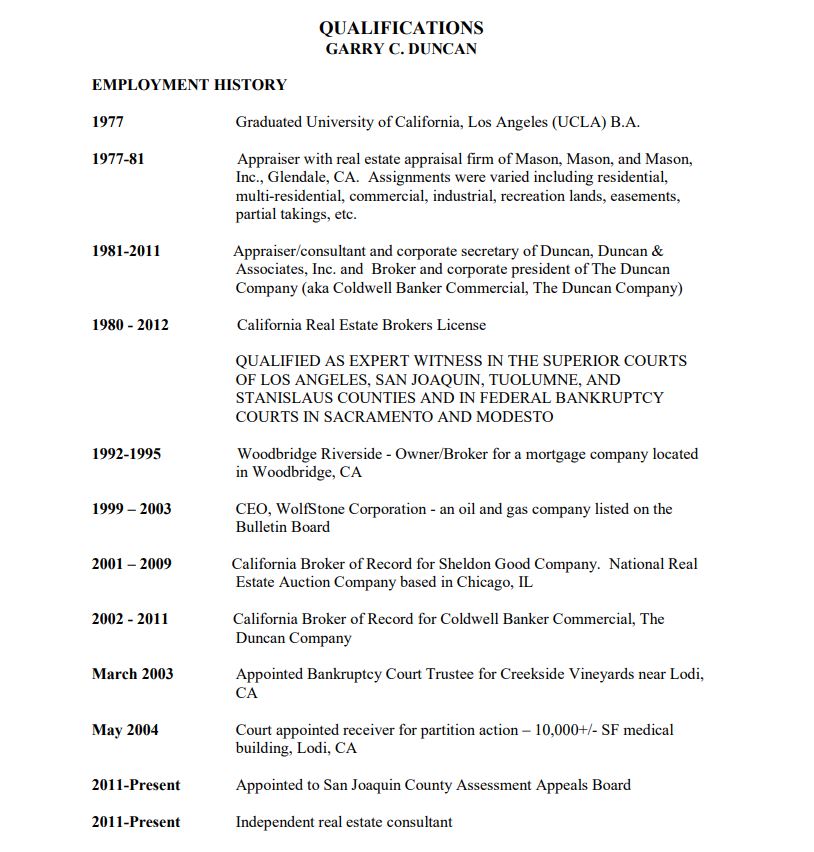 QUALIFICATIONS
GARRY C. DUNCAN
EMPLOYMENT HISTORY
1977 Graduated University of California, Los Angeles (UCLA) B.A.
1977-81 Appraiser with real estate appraisal firm of Mason, Mason, and Mason,
Inc., Glendale, CA. Assignments were varied including residential,
multi-residential, commercial, industrial, recreation lands, easements,
partial takings, etc.
1981-2011 Appraiser/consultant and corporate secretary of Duncan, Duncan &
Associates, Inc. and Broker and corporate president of The Duncan
Company (aka Coldwell Banker Commercial, The Duncan Company)
1980 - 2012 California Real Estate Brokers License
QUALIFIED AS EXPERT WITNESS IN THE SUPERIOR COURTS
OF LOS ANGELES, SAN JOAQUIN, TUOLUMNE, AND
STANISLAUS COUNTIES AND IN FEDERAL BANKRUPTCY
COURTS IN SACRAMENTO AND MODESTO
1992-1995 Woodbridge Riverside - Owner/Broker for a mortgage company located
in Woodbridge, CA
1999 – 2003 CEO, WolfStone Corporation - an oil and gas company listed on the
Bulletin Board
2001 – 2009 California Broker of Record for Sheldon Good Company. National Real
Estate Auction Company based in Chicago, IL
2002 - 2011 California Broker of Record for Coldwell Banker Commercial, The
Duncan Company
March 2003 Appointed Bankruptcy Court Trustee for Creekside Vineyards near Lodi,
CA
May 2004 Court appointed receiver for partition action – 10,000+/- SF medical
building, Lodi, CA
2011-Present Appointed to San Joaquin County Assessment Appeals Board
2011-Present Independent real estate consultant